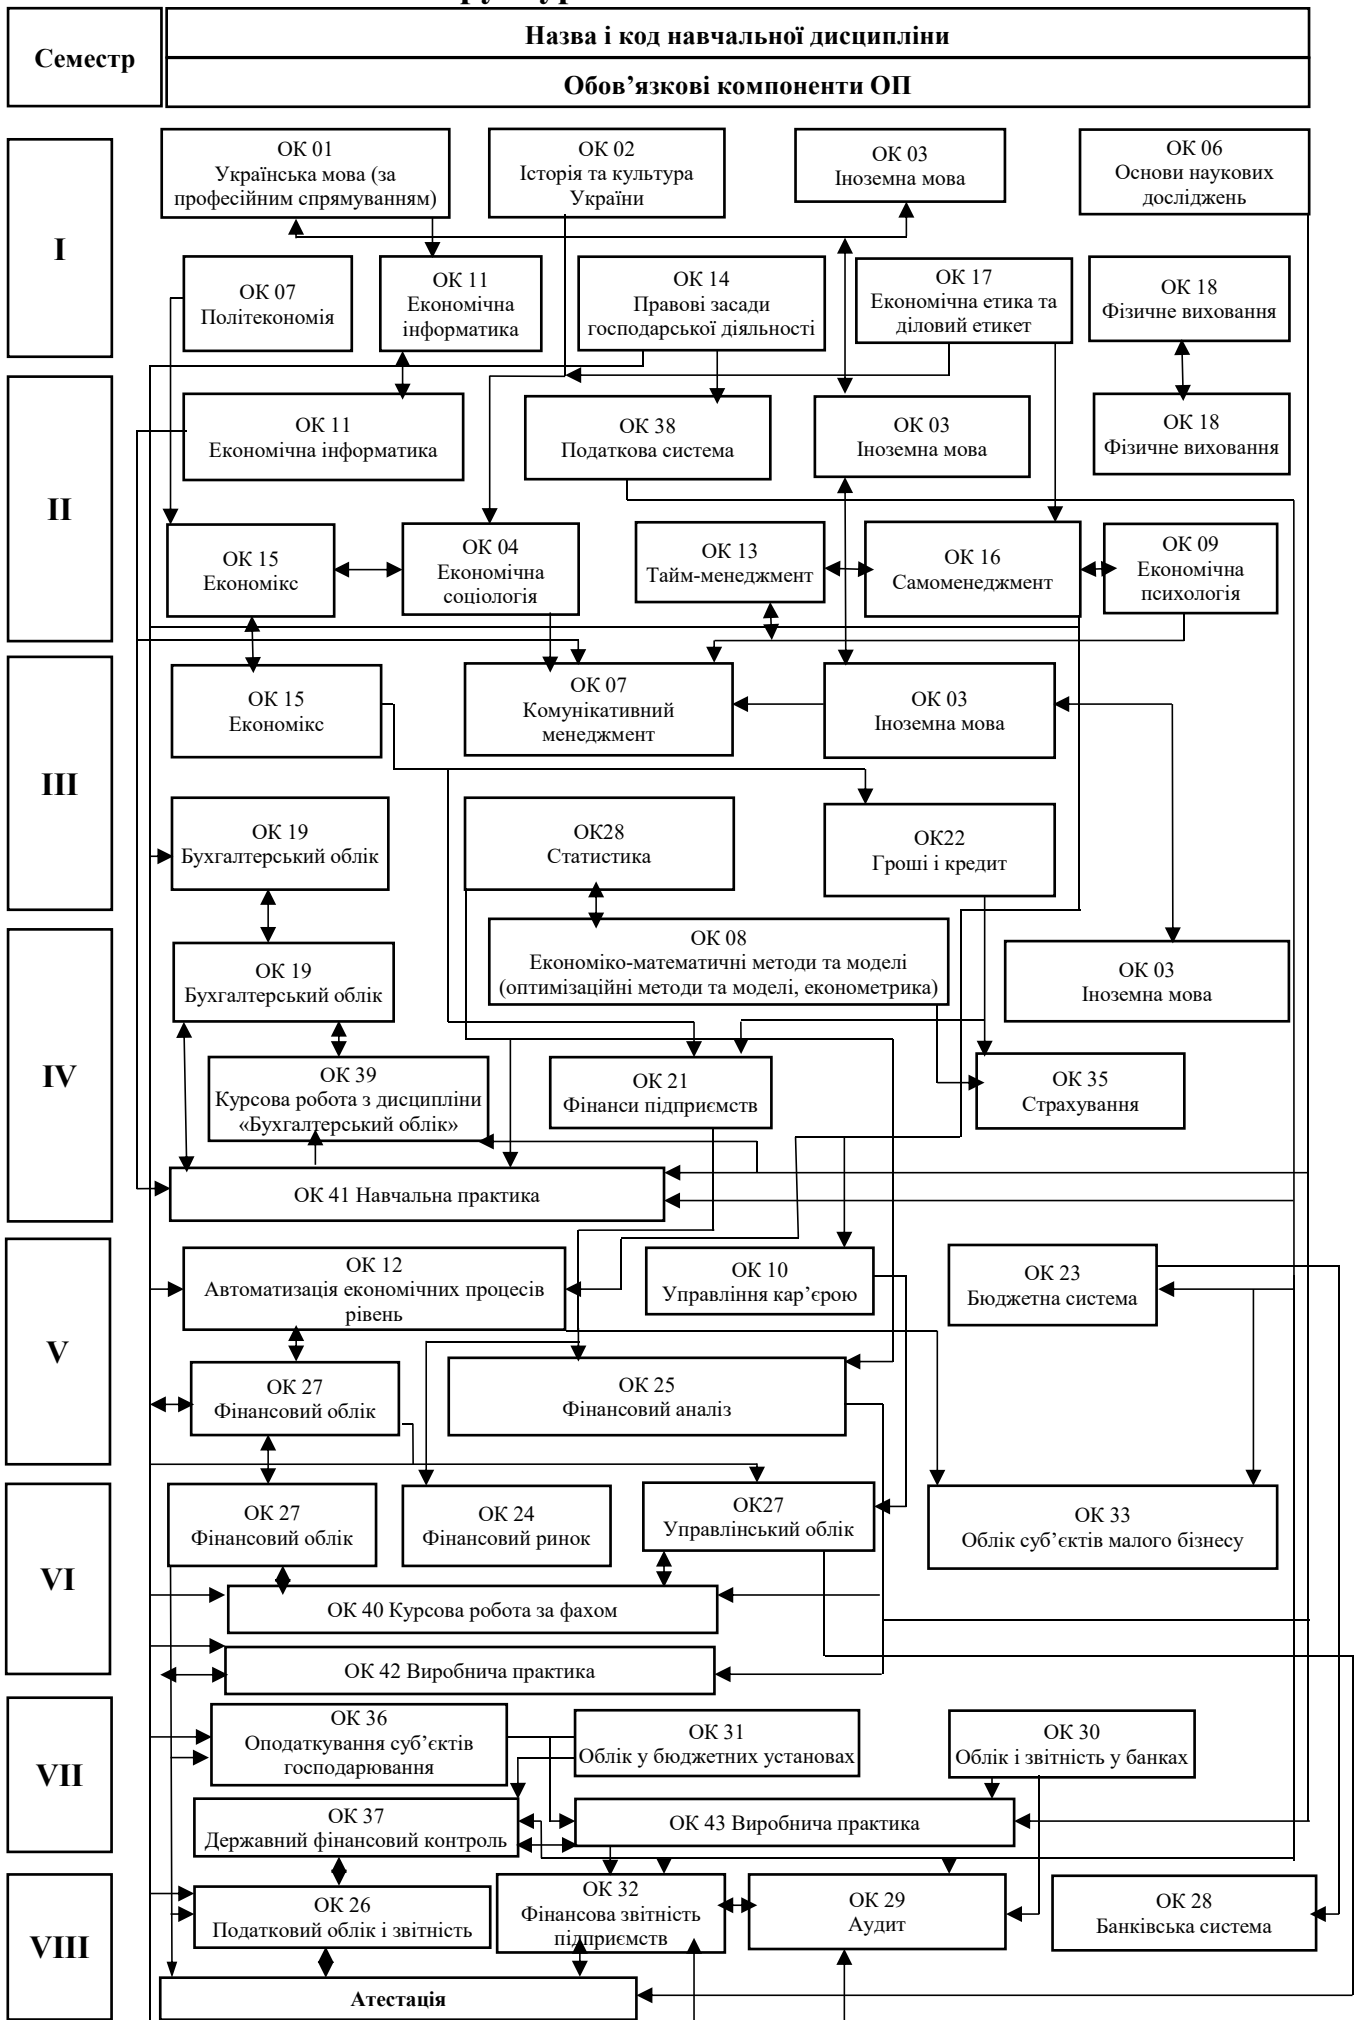 Семестр
Назва і код навчальної дисципліни
Обов’язкові компоненти ОП
I
ОК 01
Українська мова (за
професійним спрямуванням)
ОК 02
Історія та культура
України
ОК 03
Іноземна мова
ОК 06
Основи наукових
досліджень
ОК 07
Політекономія
ОК 11
Економічна
інформатика
ОК 14
Правові засади
господарської діяльності
ОК 17
Економічна етика та
діловий етикет
ОК 18
Фізичне виховання
II
ОК 11
Економічна інформатика
ОК 38
Податкова система
ОК 03
Іноземна мова
ОК 18
Фізичне виховання
ОК 15
Економікс
ОК 04
Економічна
соціологія
ОК 13
Тайм-менеджмент
ОК 16
Самоменеджмент
ОК 09
Економічна
психологія
III
ОК 15
Економікс
ОК 07
Комунікативний
менеджмент
ОК 03
Іноземна мова
ОК 19
Бухгалтерський облік
ОК28
Статистика
ОК22
Гроші і кредит
IV
ОК 19
Бухгалтерський облік
ОК 08
Економіко-математичні методи та моделі
(оптимізаційні методи та моделі, економетрика)
ОК 03
Іноземна мова
ОК 39
Курсова робота з дисципліни
«Бухгалтерський облік»
ОК 21
Фінанси підприємств
ОК 35
Страхування
ОК 41 Навчальна практика
V
ОК 12
Автоматизація економічних процесів
рівень
ОК 10
Управління кар’єрою
ОК 23
Бюджетна система
ОК 27
Фінансовий облік
ОК 25
Фінансовий аналіз
VI
ОК 27
Фінансовий облік
ОК 24
Фінансовий ринок
ОК27
Управлінський облік
ОК 33
Облік суб’єктів малого бізнесу
ОК 40 Курсова робота за фахом
ОК 42 Виробнича практика
VII
ОК 36
Оподаткування суб’єктів
господарювання
ОК 31
Облік у бюджетних установах
ОК 30
Облік і звітність у банках
ОК 37
Державний фінансовий контроль
ОК 43 Виробнича практика
VIII
ОК 26
Податковий облік і звітність
ОК 32
Фінансова звітність
підприємств
ОК 29
Аудит
ОК 28
Банківська система
Атестація